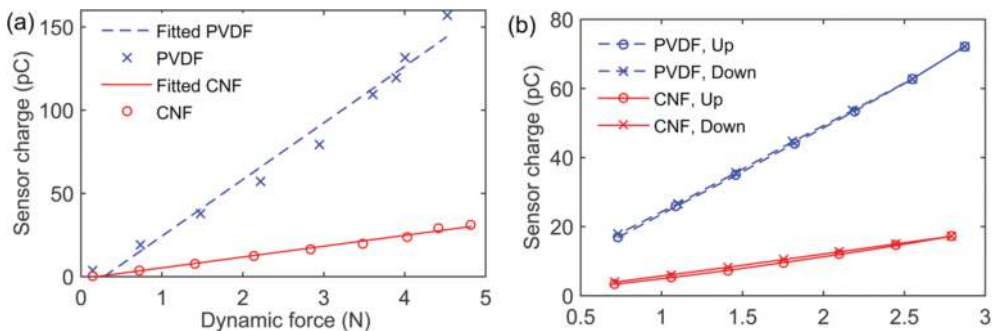 (a)
Sensor charge (pC)
150
100
50
0
Fitted PVDF
PVDF
Fitted CNF
CNF
0 1 2 3 4 5
Dynamic force (N)
(b)
Sensor charge (pC)
80
60
40
20
0
PVDF, Up
PVDF, Down
CNF, Up
CNF, Down
0.5 1 1.5 2 2.5 3